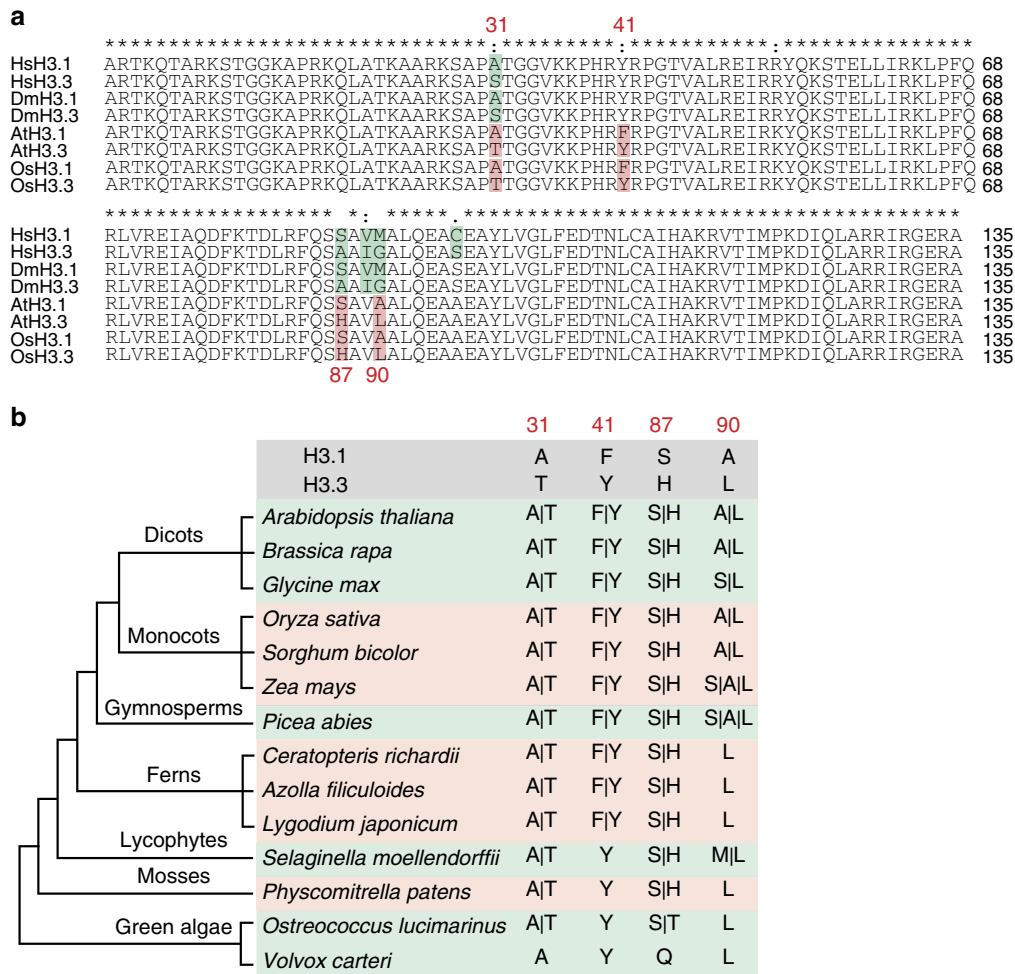 a
31 41
******************************:*********:***********:***************
HsH3.1 ARTKQTARKSTGGKAPRKQLATKAARKSAPATGGVKKPHRYRPGTVALREIRRYQKSTELLIRKLPFQ 68
HsH3.3 ARTKQTARKSTGGKAPRKQLATKAARKSAPSTGGVKKPHRYRPGTVALREIRRYQKSTELLIRKLPFQ 68
DmH3.1 ARTKQTARKSTGGKAPRKQLATKAARKSAPATGGVKKPHRYRPGTVALREIRRYQKSTELLIRKLPFQ 68
DmH3.3 ARTKQTARKSTGGKAPRKQLATKAARKSAPSTGGVKKPHRYRPGTVALREIRRYQKSTELLIRKLPFQ 68
AtH3.1 ARTKQTARKSTGGKAPRKQLATKAARKSAPATGGVKKPHRFRPGTVALREIRKYQKSTELLIRKLPFQ 68
AtH3.3 ARTKQTARKSTGGKAPRKQLATKAARKSAPTTGGVKKPHRYRPGTVALREIRKYQKSTELLIRKLPFQ 68
OsH3.1 ARTKQTARKSTGGKAPRKQLATKAARKSAPATGGVKKPHRFRPGTVALREIRKYQKSTELLIRKLPFQ 68
OsH3.3 ARTKQTARKSTGGKAPRKQLATKAARKSAPTTGGVKKPHRYRPGTVALREIRKYQKSTELLIRKLPFQ 68
****************** *: *****:***************************************
HsH3.1 RLVREIAQDFKTDLRFQSSAVMALQEACEAYLVGLFEDTNLCAIHAKRVTIMPKDIQLARRIRGERA 135
HsH3.3 RLVREIAQDFKTDLRFQSAAIGALQEASEAYLVGLFEDTNLCAIHAKRVTIMPKDIQLARRIRGERA 135
DmH3.1 RLVREIAQDFKTDLRFQSSAVMALQEASEAYLVGLFEDTNLCAIHAKRVTIMPKDIQLARRIRGERA 135
DmH3.3 RLVREIAQDFKTDLRFQSAAIGALQEASEAYLVGLFEDTNLCAIHAKRVTIMPKDIQLARRIRGERA 135
AtH3.1 RLVREIAQDFKTDLRFQSSAVAALQEAAEAYLVGLFEDTNLCAIHAKRVTIMPKDIQLARRIRGERA 135
AtH3.3 RLVREIAQDFKTDLRFQSHAVLALQEAAEAYLVGLFEDTNLCAIHAKRVTIMPKDIQLARRIRGERA 135
OsH3.1 RLVREIAQDFKTDLRFQSSAVAALQEAAEAYLVGLFEDTNLCAIHAKRVTIMPKDIQLARRIRGERA 135
OsH3.3 RLVREIAQDFKTDLRFQSHAVLALQEAAEAYLVGLFEDTNLCAIHAKRVTIMPKDIQLARRIRGERA 135
87 90
b
31 41 87 90
H3.1 A F S A
H3.3 T Y H L
Dicots
Arabidopsis thaliana A|T F|Y S|H A|L
Brassica rapa A|T F|Y S|H A|L
Glycine max A|T F|Y S|H S|L
Monocots
Oryza sativa A|T F|Y S|H A|L
Sorghum bicolor A|T F|Y S|H A|L
Zea mays A|T F|Y S|H S|A|L
Gymnosperms
Picea abies A|T F|Y S|H S|A|L
Ferns
Ceratopteris richardii A|T F|Y S|H L
Azolla filiculoides A|T F|Y S|H L
Lygodium japonicum A|T F|Y S|H L
Lycophytes
Selaginella moellendorffii A|T Y S|H M|L
Mosses
Physcomitrella patens A|T Y S|H L
Green algae
Ostreococcus lucimarinus A|T Y S|T L
Volvox carteri A Y Q L